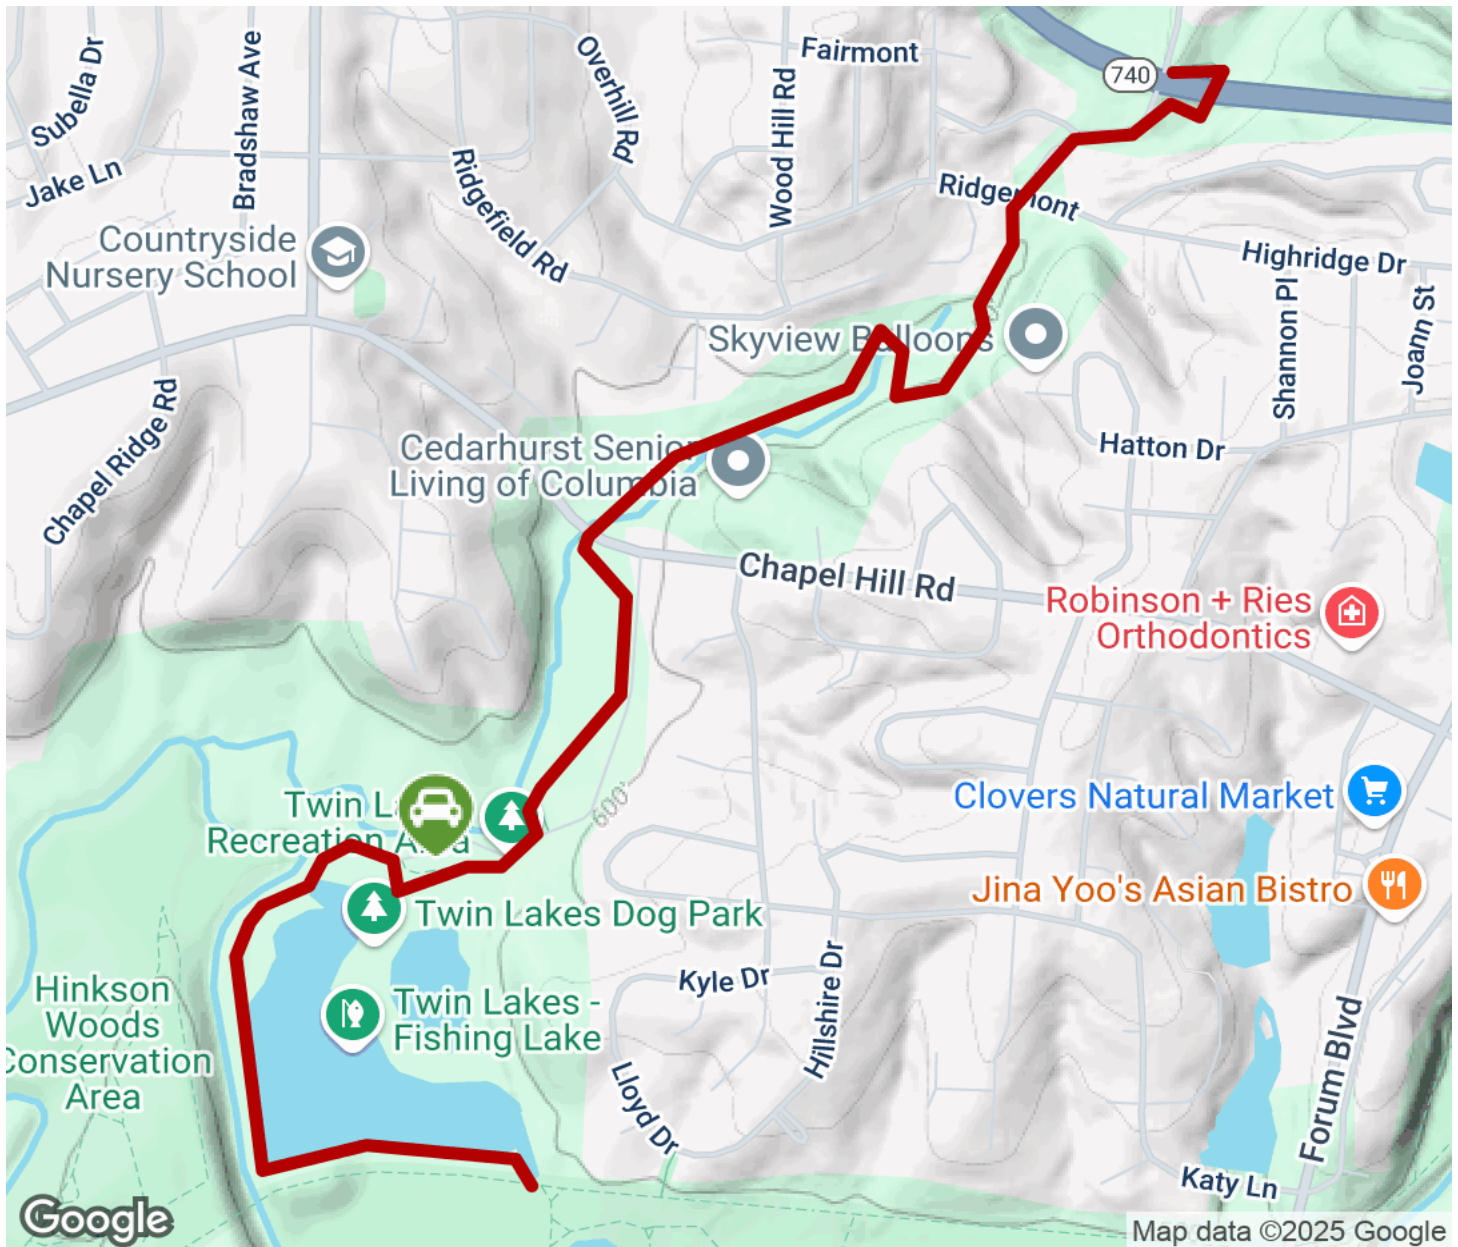 Fairmont
740
Subella Dr
Bradshaw Ave
Overhill Rd
Wood Hill Rd
Jake Ln
Ridgefield Rd
Ridgemont
Countryside
Nursery School
Highridge Dr
Shannon Pl
Joann St
Skyview Balloons
Chapel Ridge Rd
Cedarhurst Senior
Living of Columbia
Hatton Dr
Chapel Hill Rd
Robinson + Ries
Orthodontics
600'
Clovers Natural Market
Twin L
Recreation A a
Jina Yoo's Asian Bistro
Twin Lakes Dog Park
Kyle Dr
Hillshire Dr
Hinkson
Woods
Conservation
Area
Twin Lakes -
Fishing Lake
Lloyd Dr
Forum Blvd
Katy Ln
Google
Map data ©2025 Google